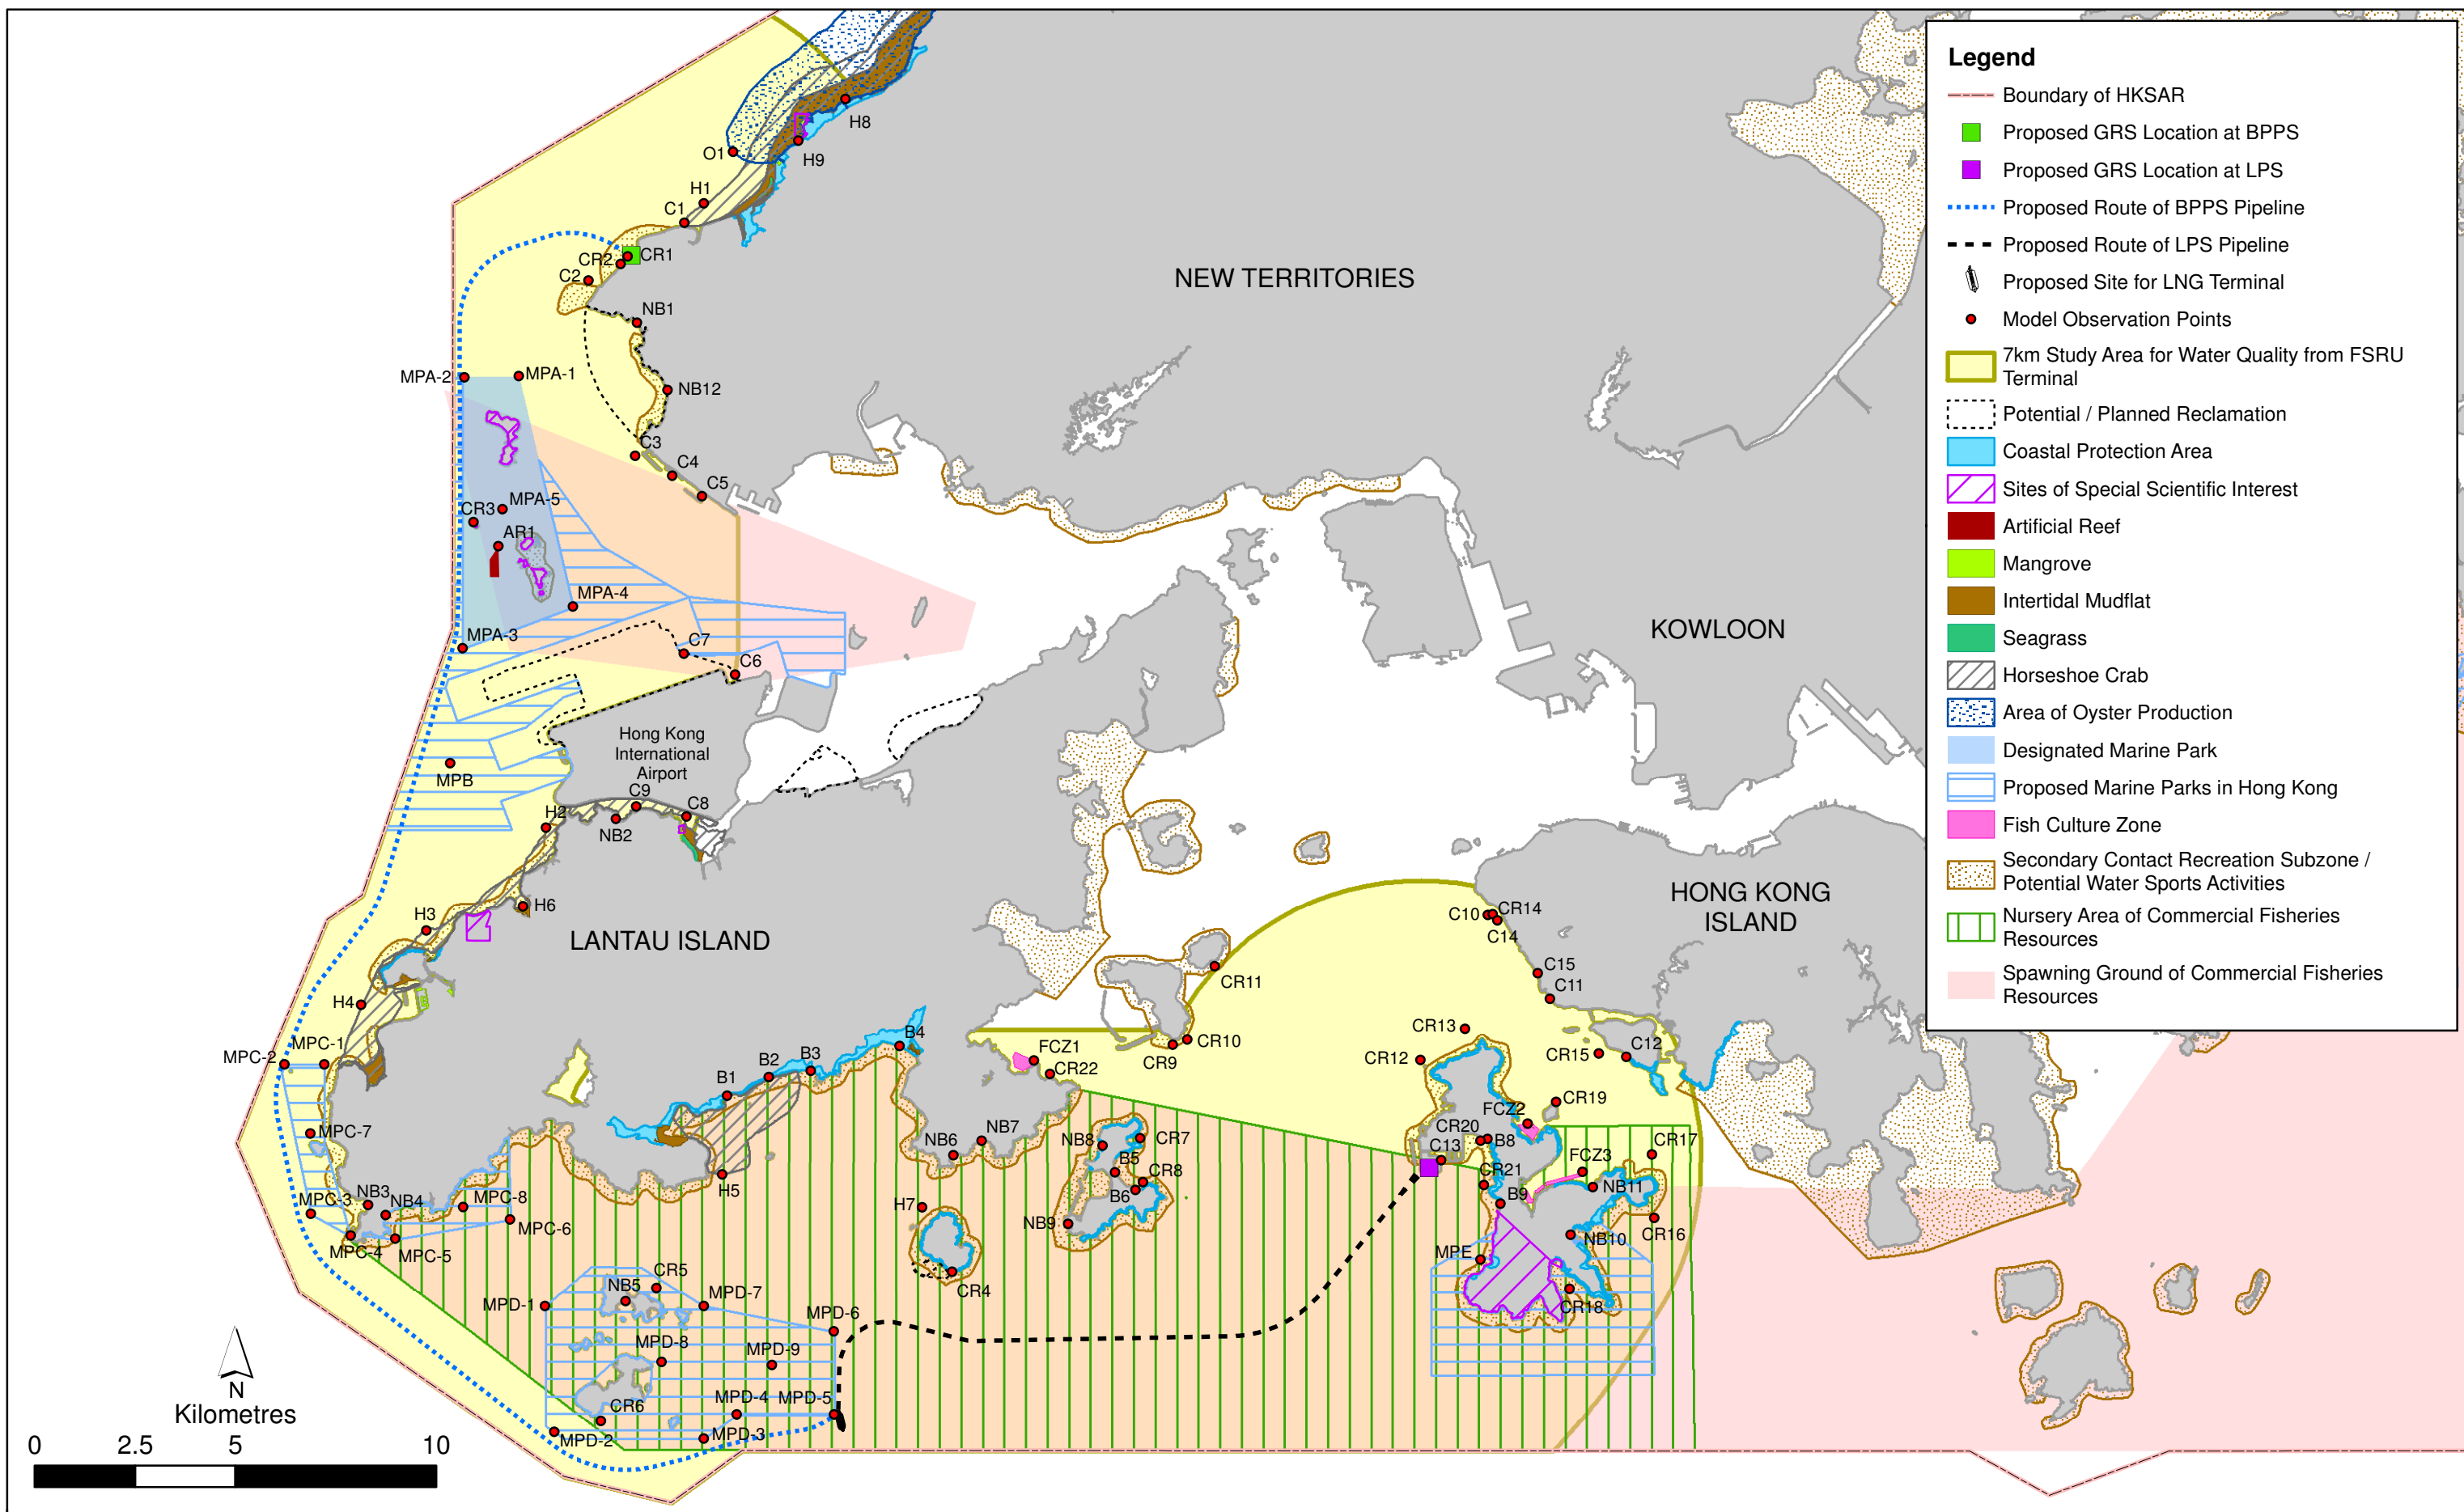 Legend
Boundary of HKSAR
Proposed GRS Location at BPPS
Proposed GRS Location at LPS
Proposed Route of BPPS Pipeline
Proposed Route of LPS Pipeline
Proposed Site for LNG Terminal
Model Observation Points
7km Study Area for Water Quality from FSRU
Terminal
Potential / Planned Reclamation
Coastal Protection Area
Sites of Special Scientific Interest
Artificial Reef
Mangrove
Intertidal Mudflat
Seagrass
Horseshoe Crab
Area of Oyster Production
Designated Marine Park
Proposed Marine Parks in Hong Kong
Fish Culture Zone
Secondary Contact Recreation Subzone /
Potential Water Sports Activities
Nursery Area of Commercial Fisheries
Resources
Spawning Ground of Commercial Fisheries
Resources
H8
O1
H9
H1
C1
CR1
CR2
C2
NEW TERRITORIES
NB1
MPA-2
MPA-1
NB12
C3
C4
C5
MPA-5
CR3
AR1
MPA-4
MPA-3
C7
C6
KOWLOON
Hong Kong
International
Airport
MPB
C9
C8
H2
NB2
H6
H3
LANTAU ISLAND
HONG KONG
ISLAND
C10
CR14
C14
C15
C11
CR11
H4
CR13
CR10
CR9
CR12
CR15
C12
B4
B3
B2
B1
FCZ1
CR22
MPC-2
MPC-1
CR19
FCZ2
MPC-7
NB6
NB7
NB8
CR7
CR20
B8
C13
CR17
FCZ3
B5
CR8
B6
CR21
NB11
H5
B9
MPC-3
NB3
NB4
MPC-8
MPC-6
MPC-4
MPC-5
H7
NB9
CR16
NB10
MPE
CR4
CR5
NB5
MPD-1
MPD-7
MPD-6
CR18
MPD-8
MPD-9
CR6
MPD-4
MPD-5
MPD-2
MPD-3
N
Kilometres
0 2.5 5 10